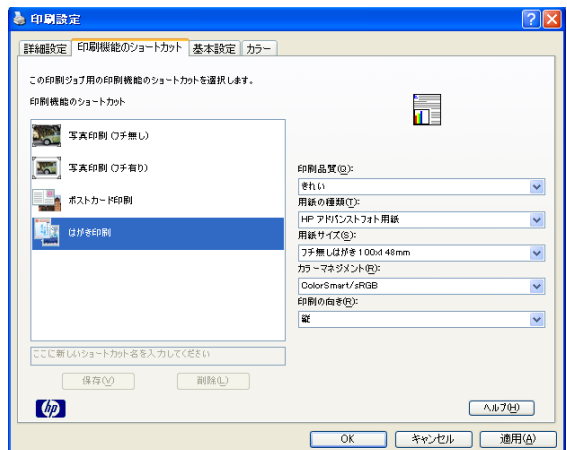 印刷設定
詳細設定 印刷機能のショートカット 基本設定 カラー
この印刷ジョブ用の印刷機能のショートカットを選択します。
印刷機能のショートカット
写真印刷 (フチ無し)
写真印刷 (フチ有り)
ポストカード印刷
はがき印刷
印刷品質(Q):
きれい
用紙の種類(T):
HP アドバンストフォト用紙
用紙サイズ(S):
フチ無しはがき 100x148mm
カラーマネジメント(R):
ColorSmart/sRGB
印刷の向き(R):
縦
ここに新しいショートカット名を入力してください
保存(V) 削除(L)
hp
ヘルプ(H)
OK キャンセル 適用(A)